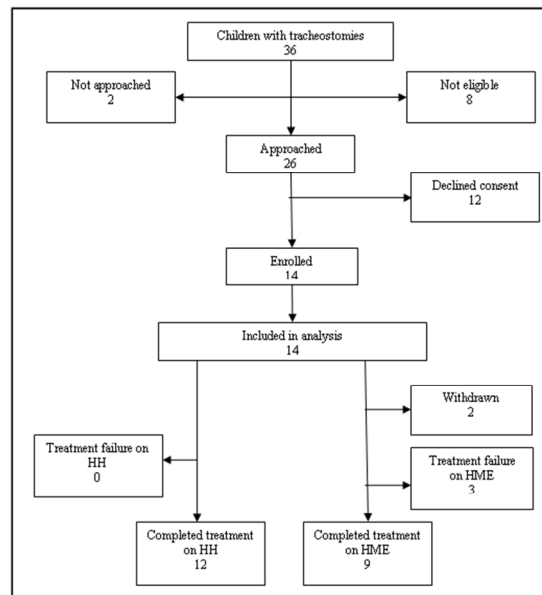 Children with tracheostomies
36
Not approached
2
Not eligible
8
Approached
26
Declined consent
12
Enrolled
14
Included in analysis
14
Withdrawn
2
Treatment failure on
HH
0
Treatment failure
on HME
3
Completed treatment
on HH
12
Completed treatment
on HME
9